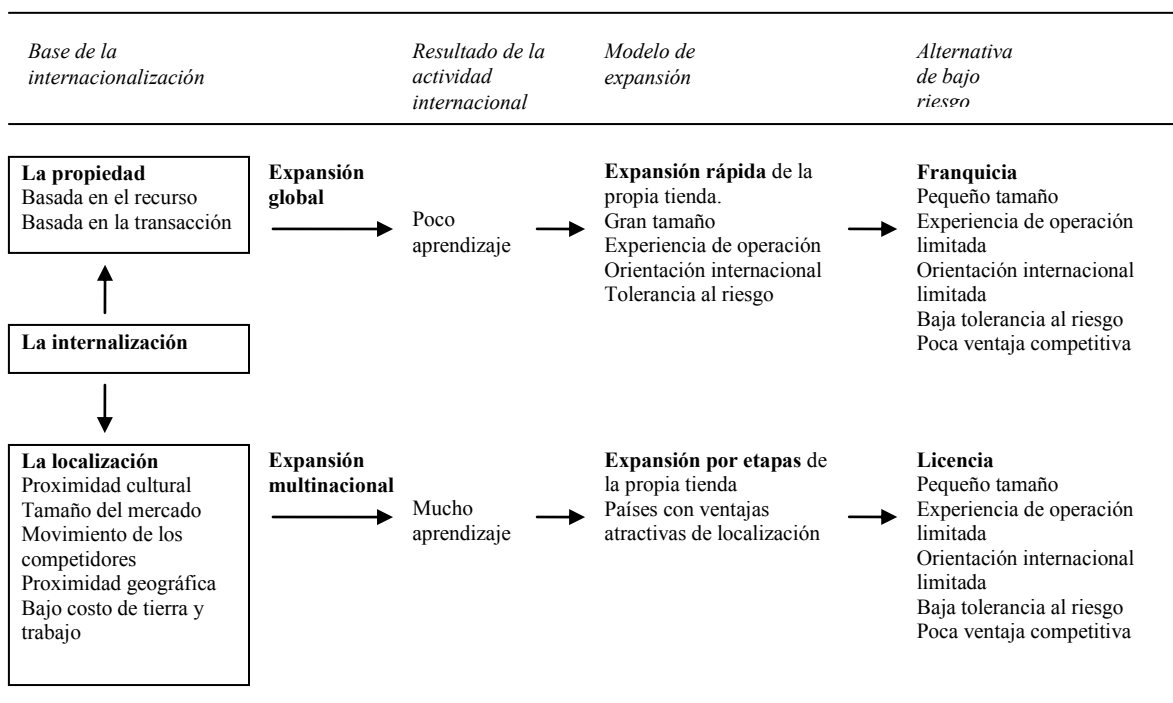 Base de la
internacionalización
Resultado de la
actividad
internacional
Modelo de
expansión
Alternativa
de bajo
riesgo
La propiedad
Basada en el recurso
Basada en la transacción
Expansión
global
Poco
aprendizaje
Expansión rápida de la
propia tienda.
Gran tamaño
Experiencia de operación
Orientación internacional
Tolerancia al riesgo
Franquicia
Pequeño tamaño
Experiencia de operación
limitada
Orientación internacional
limitada
Baja tolerancia al riesgo
Poca ventaja competitiva
La internalización
La localización
Proximidad cultural
Tamaño del mercado
Movimiento de los
competidores
Proximidad geográfica
Bajo costo de tierra y
trabajo
Expansión
multinacional
Mucho
aprendizaje
Expansión por etapas de
la propia tienda
Países con ventajas
atractivas de localización
Licencia
Pequeño tamaño
Experiencia de operación
limitada
Orientación internacional
limitada
Baja tolerancia al riesgo
Poca ventaja competitiva